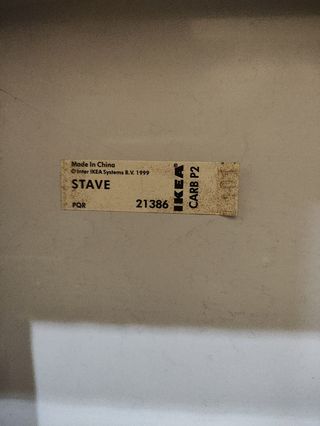 Made In China
© Inter IKEA Systems B.V. 1999
STAVE
PQR 21386
IKEA®
CARB P2